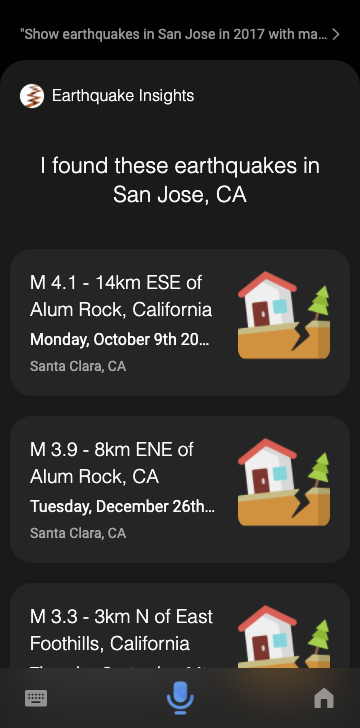 "Show earthquakes in San Jose in 2017 with ma...
Earthquake Insights
I found these earthquakes in
San Jose, CA
M 4.1 - 14km ESE of
Alum Rock, California
Monday, October 9th 20...
Santa Clara, CA
M 3.9 - 8km ENE of
Alum Rock, CA
Tuesday, December 26th...
Santa Clara, CA
M 3.3 - 3km N of East
Foothills, California